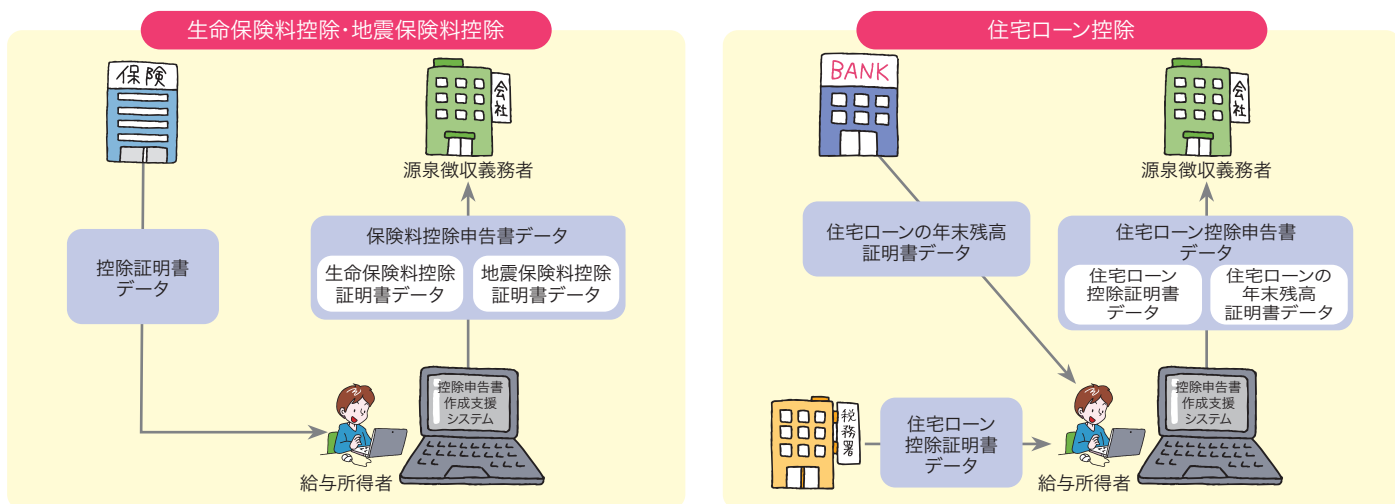 生命保険料控除・地震保険料控除
保険
会社
源泉徴収義務者
控除証明書
データ
保険料控除申告書データ
生命保険料控除
証明書データ
地震保険料控除
証明書データ
控除申告書
作成支援
システム
給与所得者
住宅ローン控除
BANK
会社
源泉徴収義務者
住宅ローンの年末残高
証明書データ
住宅ローン控除申告書
データ
住宅ローン
控除証明書
データ
住宅ローンの
年末残高
証明書データ
税務署
住宅ローン
控除証明書
データ
控除申告書
作成支援
システム
給与所得者